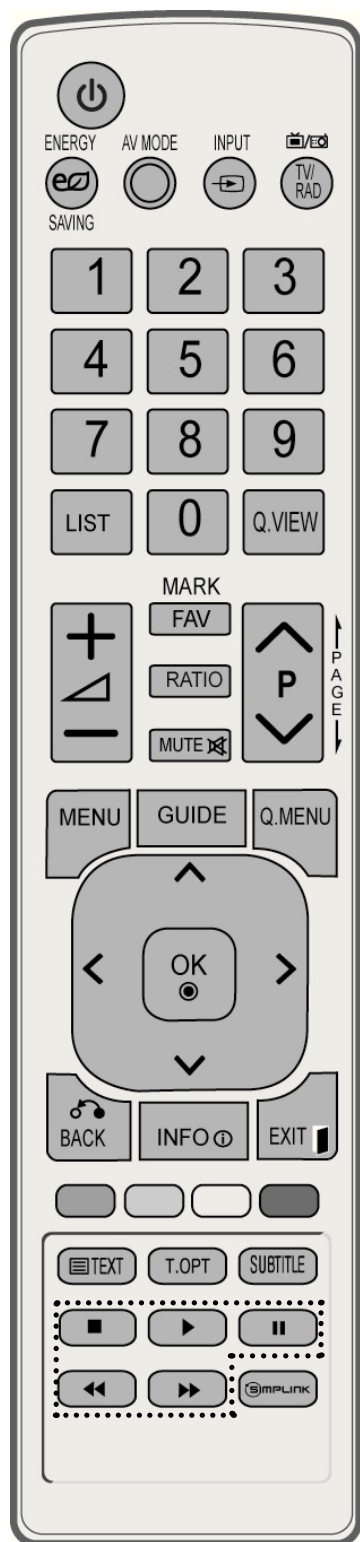 ENERGY AV MODE INPUT
TV/
RAD
SAVING
1 2 3
4 5 6
7 8 9
LIST 0 Q.VIEW
MARK
FAV
RATIO
P
MUTE
PAGE
MENU GUIDE Q.MENU
OK
BACK INFO EXIT
TEXT T.OPT SUBTITLE
SIMPLINK